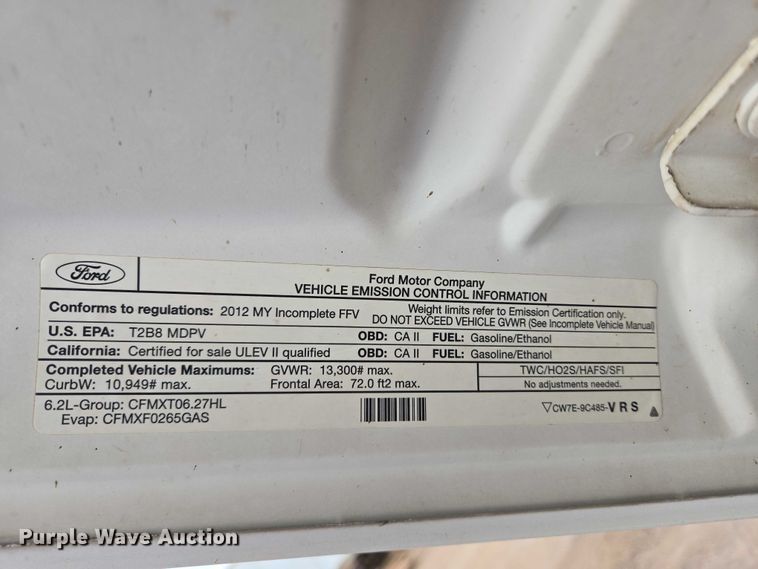 Ford
Ford Motor Company
VEHICLE EMISSION CONTROL INFORMATION
Conforms to regulations: 2012 MY Incomplete FFV
Weight limits refer to Emission Certification only.
DO NOT EXCEED VEHICLE GVWR (See Incomplete Vehicle Manual)
U.S. EPA: T2B8 MDPV OBD: CA II FUEL: Gasoline/Ethanol
California: Certified for sale ULEV II qualified OBD: CA II FUEL: Gasoline/Ethanol
Completed Vehicle Maximums: GVWR: 13,300# max.
CurbW: 10,949# max. Frontal Area: 72.0 ft2 max.
TWC/HO2S/HAFS/SFI
No adjustments needed.
6.2L-Group: CFMXT06.27HL
Evap: CFMXF0265GAS
CW7E-9C485-VRS
Purple Wave Auction